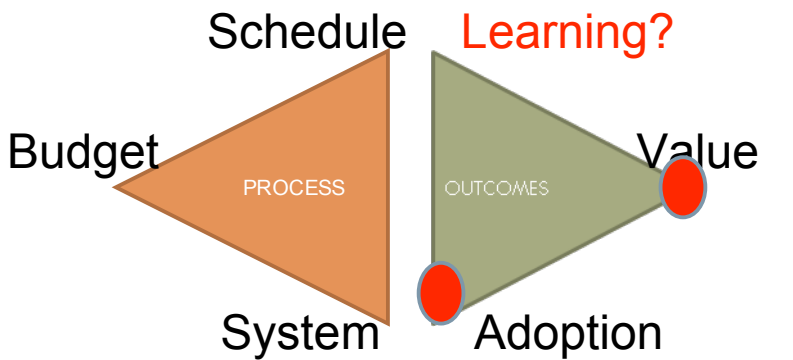 Schedule
Learning?
Budget
Value
PROCESS
OUTCOMES
System
Adoption